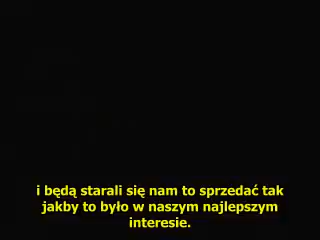 i będą starali się nam to sprzedać tak
jakby to było w naszym najlepszym
interesie.